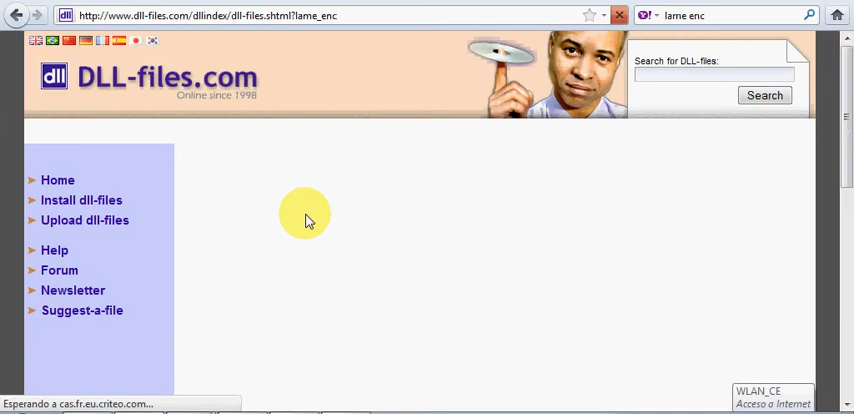 http://www.dll-files.com/dllindex/dll-files.shtml?lame_enc
lame enc
dll DLL-files.com
Online since 1998
Search for DLL-files:
Search
Home
Install dll-files
Upload dll-files
Help
Forum
Newsletter
Suggest-a-file
Esperando a cas.fr.eu.criteo.com...
WLAN_CE
Acceso a Internet